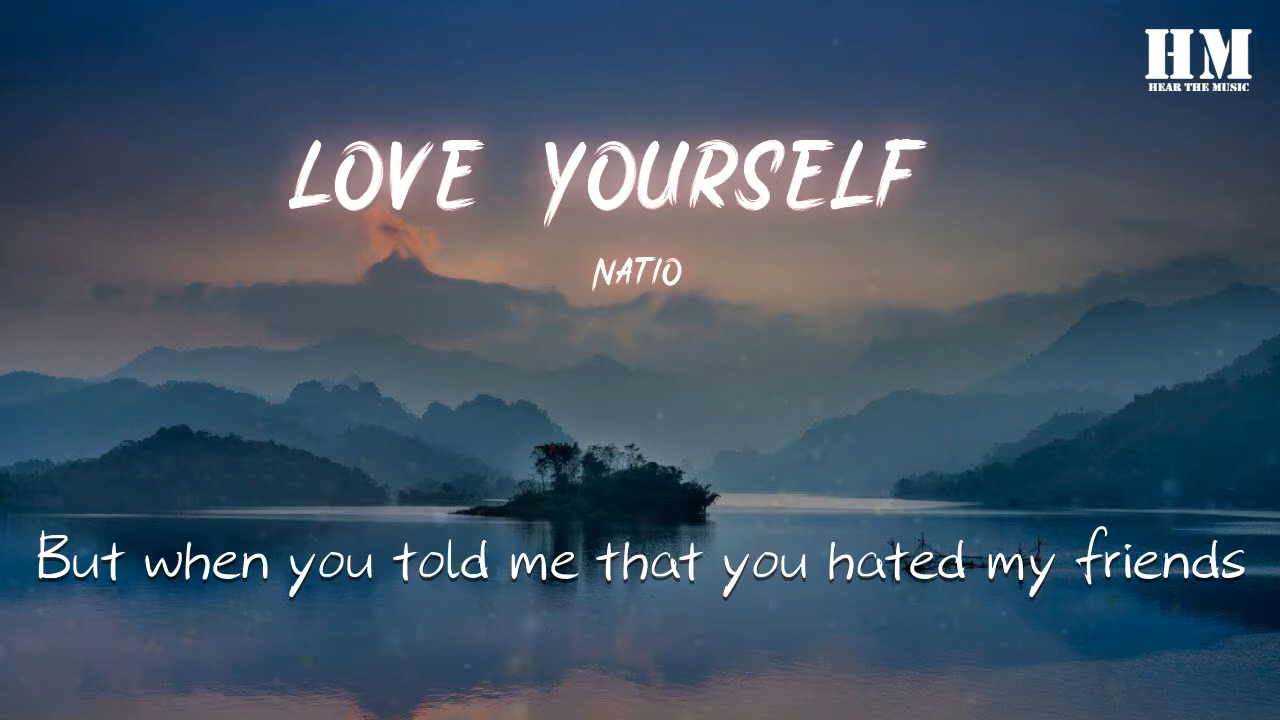 HM
HEAR THE MUSIC
LOVE YOURSELF
NATIO
But when you told me that you hated my friends